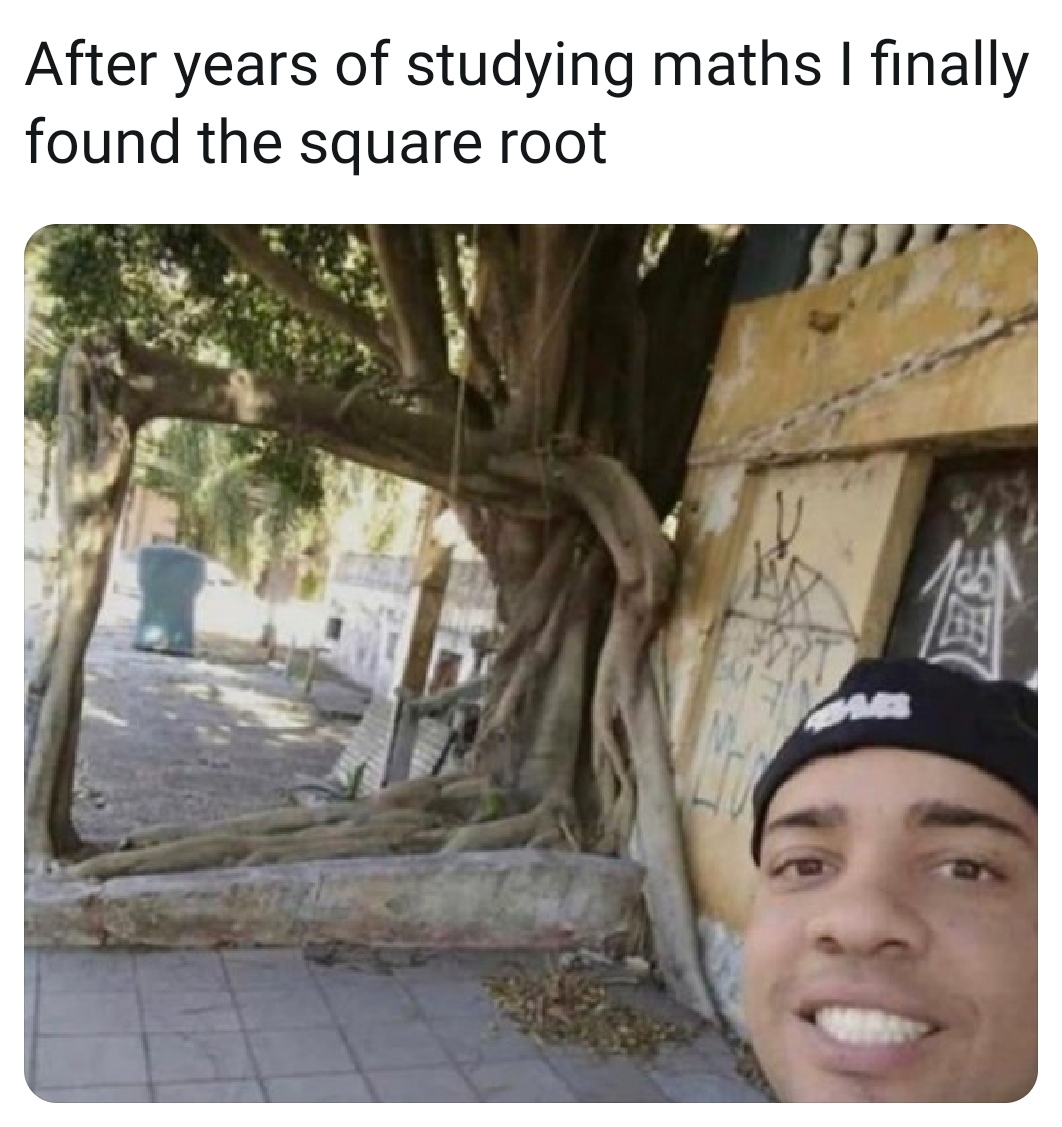 After years of studying maths I finally
found the square root